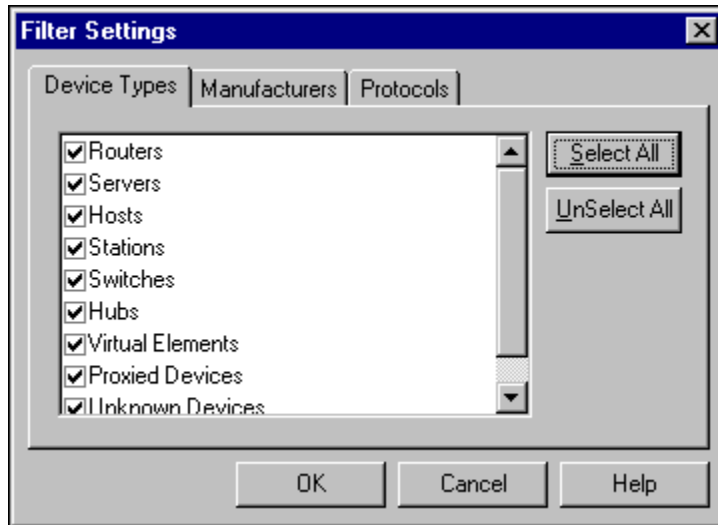 Filter Settings
Device Types Manufacturers Protocols
Routers
Servers
Hosts
Stations
Switches
Hubs
Virtual Elements
Proxied Devices
Unknown Devices
Select All
UnSelect All
OK Cancel Help